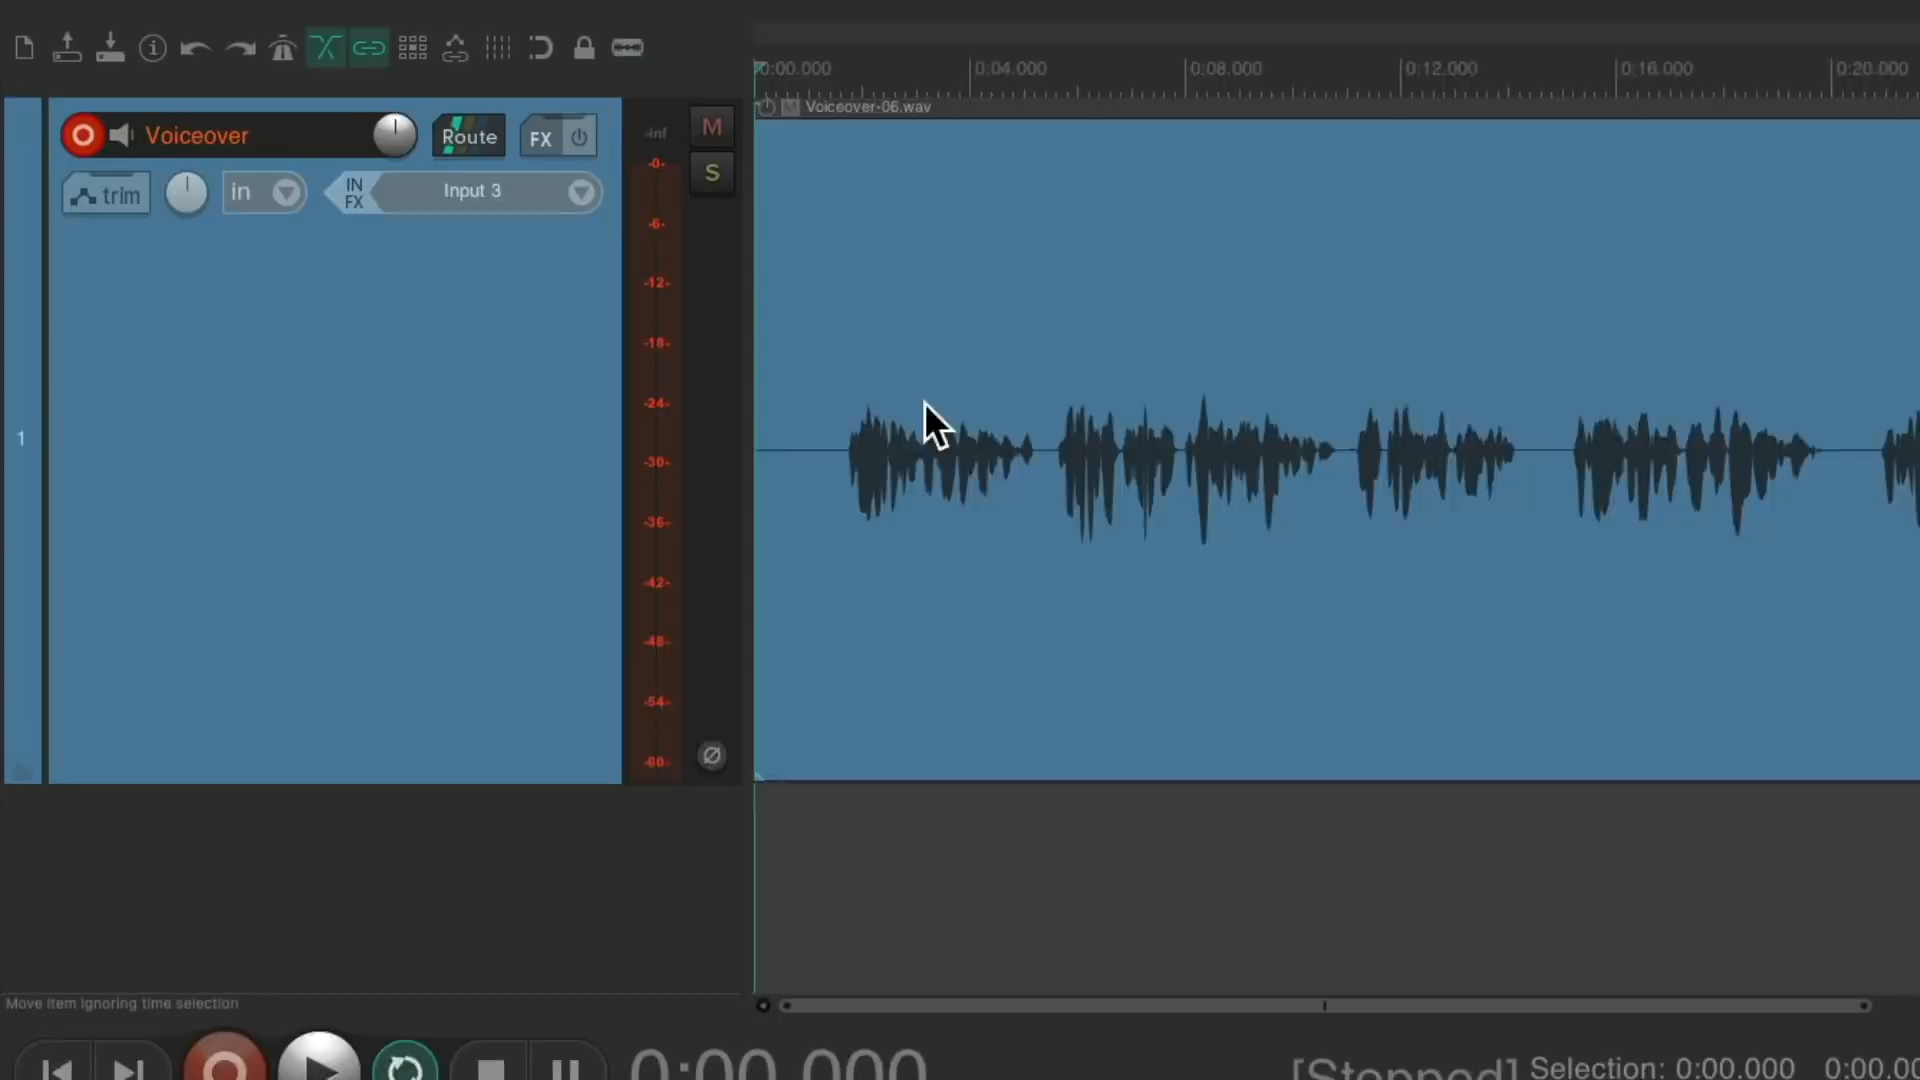 0:00.000 0:04.000 0:08.000 0:12.000 0:16.000 0:20.000
M Voiceover-06.wav
Voiceover Route FX
trim in IN FX Input 3
M
S
-inf
-0-
-6-
-12-
-18-
-24-
-30-
-36-
-42-
-48-
-54-
-60-
1
Move item ignoring time selection
0:00.000 [Stopped] Selection: 0:00.000 0:00.00